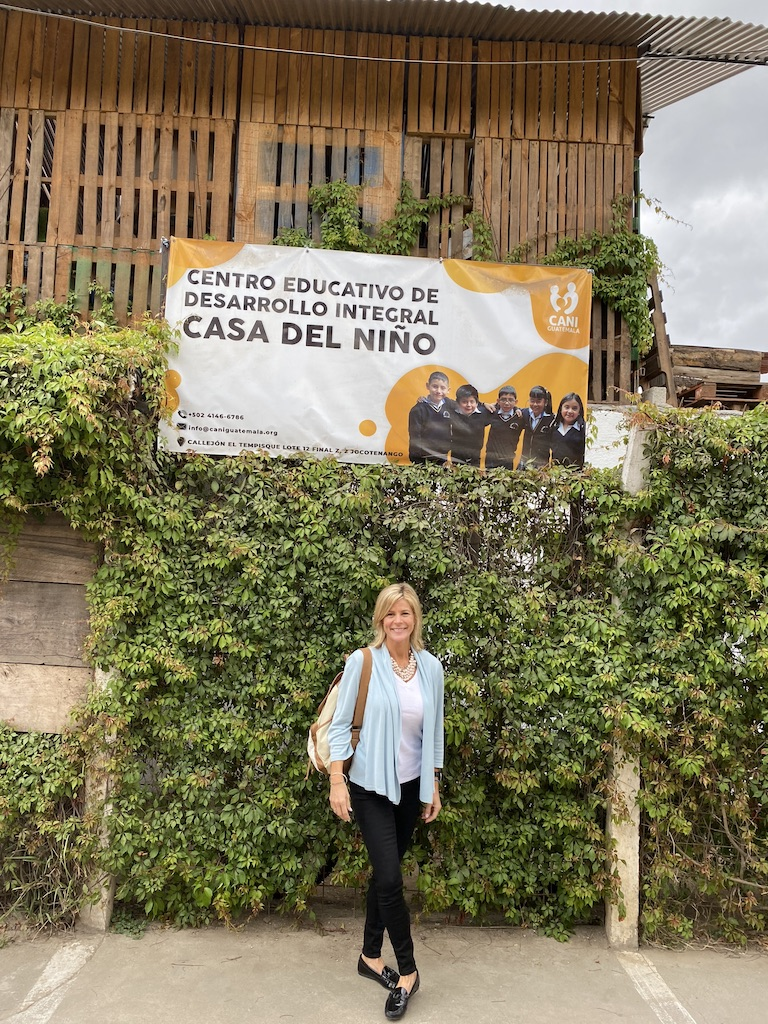 CENTRO EDUCATIVO DE
DESARROLLO INTEGRAL
CASA DEL NIÑO
CANI
GUATEMALA
+502 4146-6786
info@caniguatemala.org
CALLEJÓN EL TEMPISQUE LOTE 12 FINAL Z, 2 JOCOTENANGO